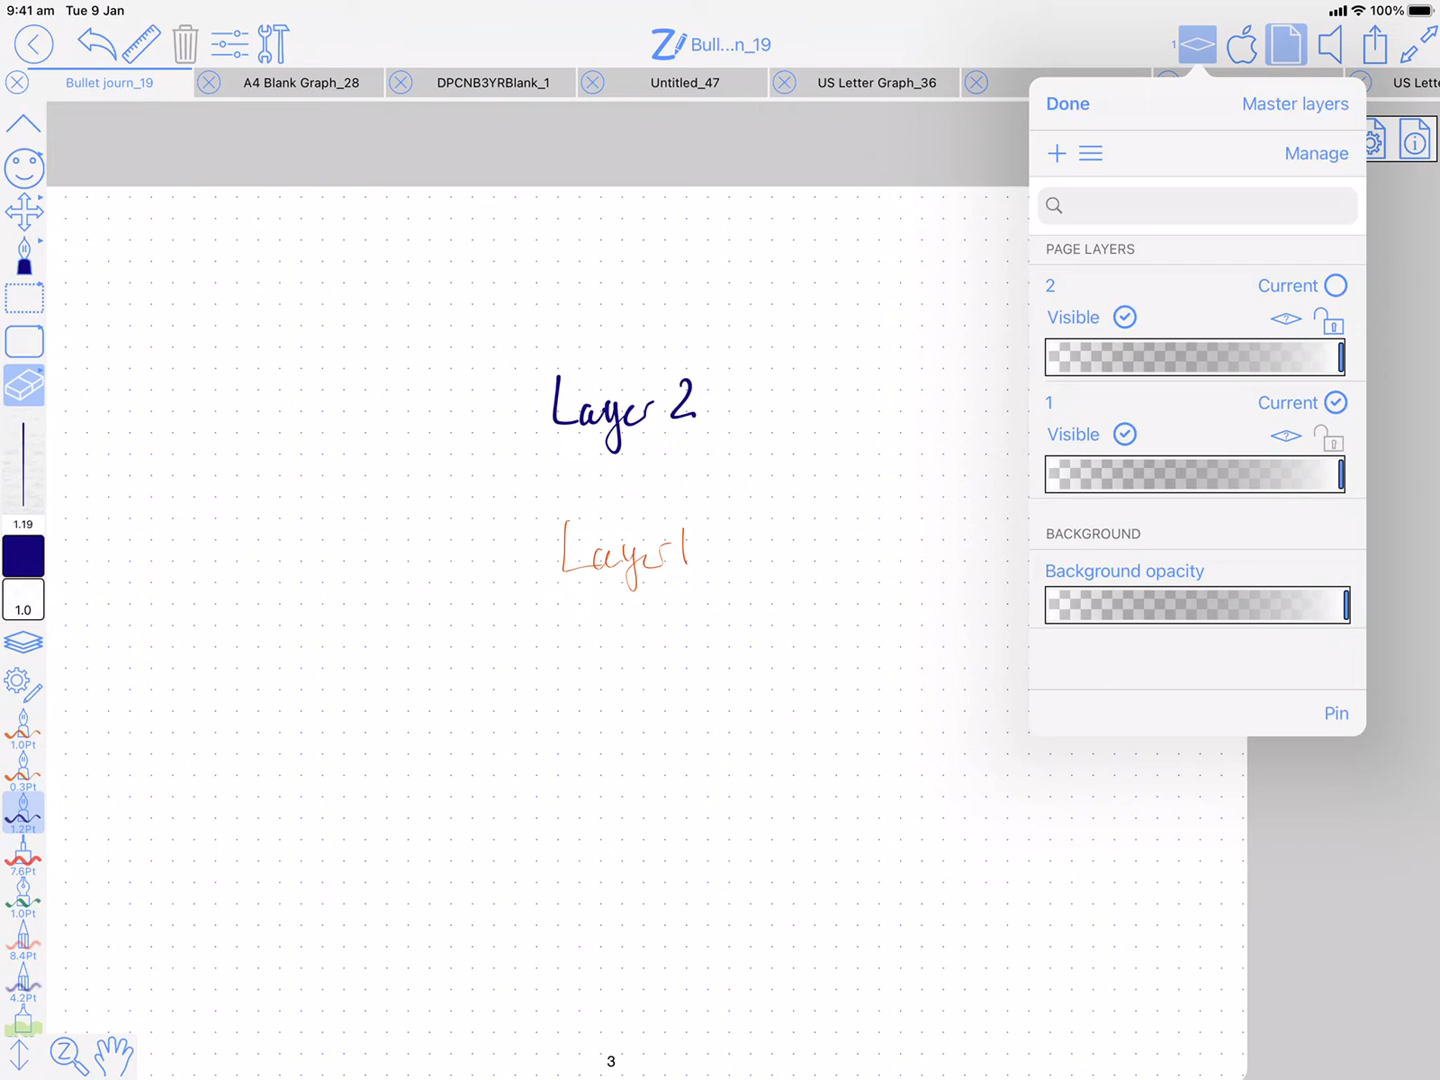 9:41 am Tue 9 Jan
100%
Bull...n_19
1
Bullet journ_19
A4 Blank Graph_28
DPCNB3YRBlank_1
Untitled_47
US Letter Graph_36
US Lette
Done
Master layers
Manage
PAGE LAYERS
2
Current
Visible
1
Current
Visible
BACKGROUND
Background opacity
Pin
Layer 2
Layer 1
1.19
1.0
1.0Pt
0.3Pt
1.2Pt
7.6Pt
1.0Pt
8.4Pt
4.2Pt
3